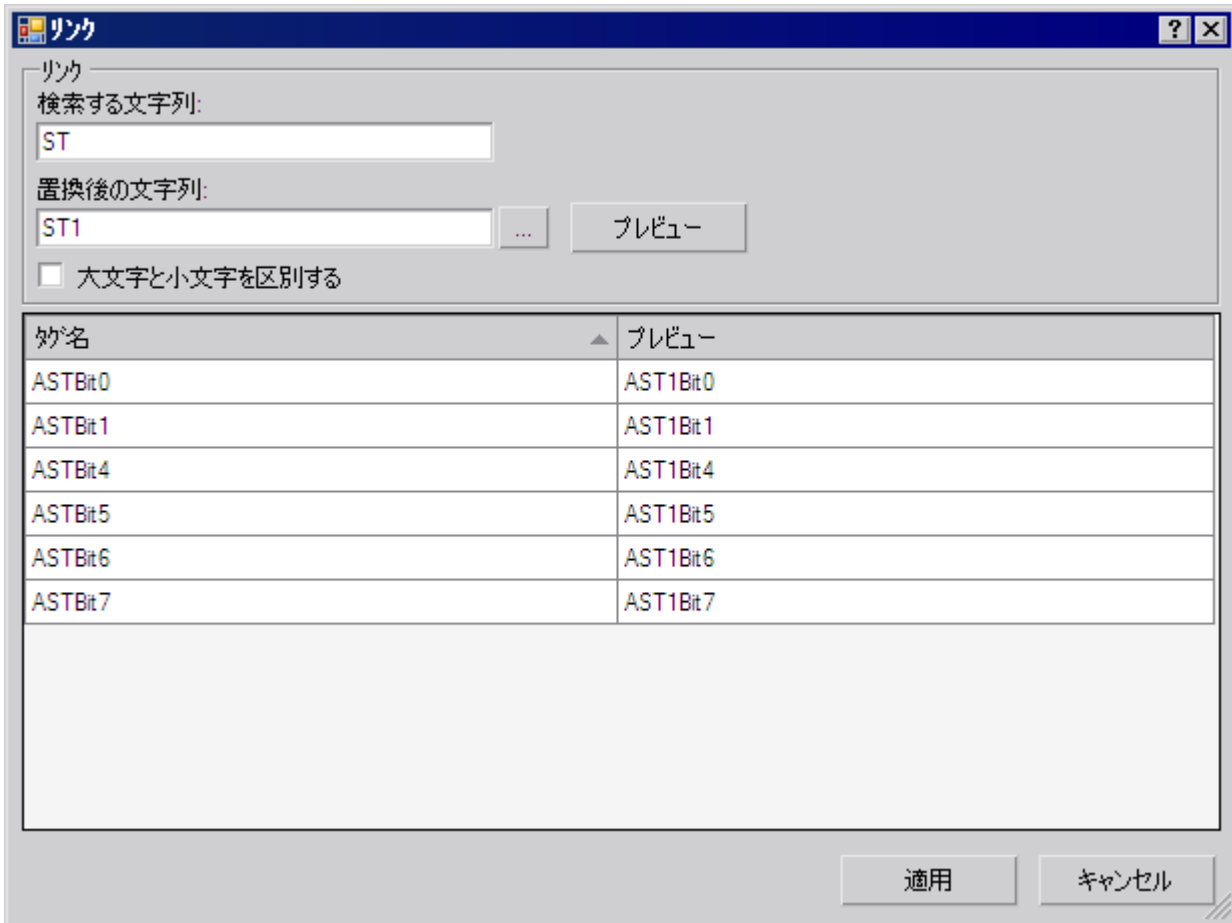 リンク
リンク
検索する文字列:
ST
置換後の文字列:
ST1
... プレビュー
大文字と小文字を区別する
タグ名 プレビュー
ASTBit0 AST1Bit0
ASTBit1 AST1Bit1
ASTBit4 AST1Bit4
ASTBit5 AST1Bit5
ASTBit6 AST1Bit6
ASTBit7 AST1Bit7
適用 キャンセル